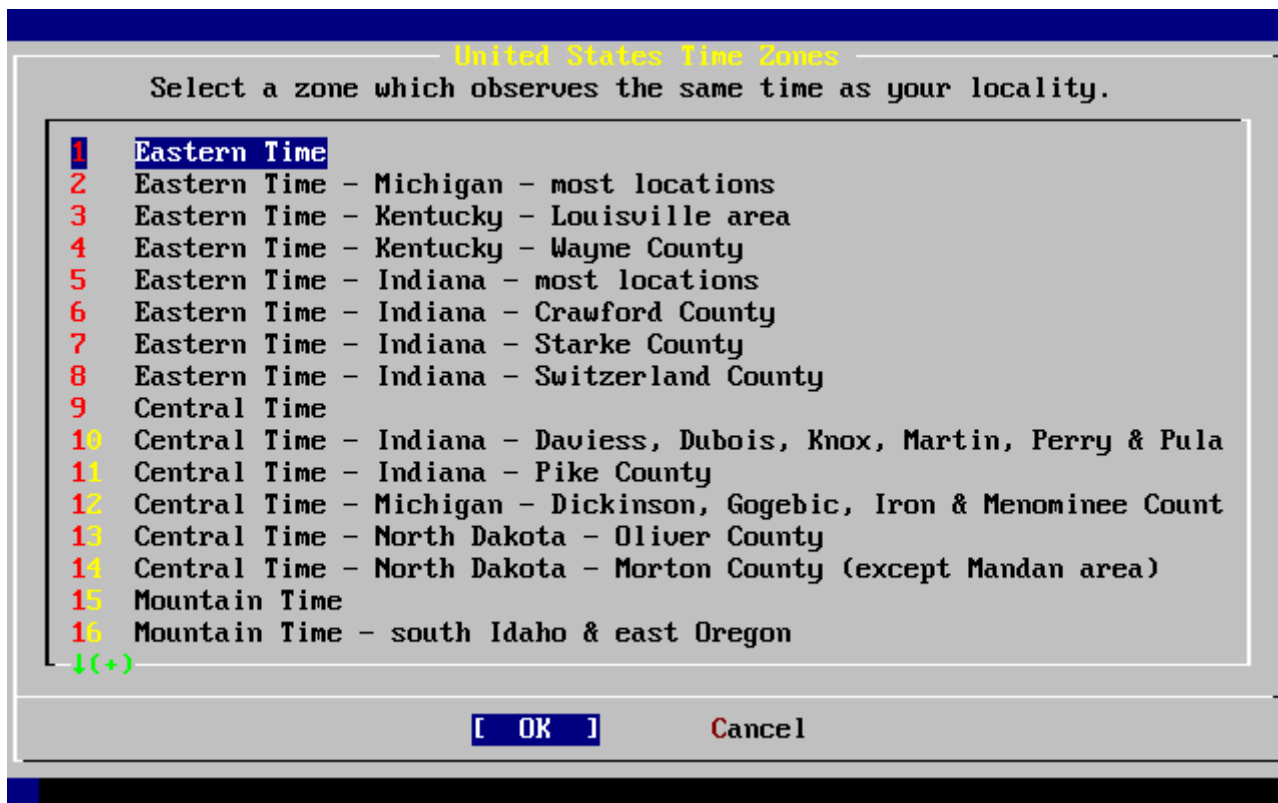 United States Time Zones
Select a zone which observes the same time as your locality.
1 Eastern Time
2 Eastern Time - Michigan - most locations
3 Eastern Time - Kentucky - Louisville area
4 Eastern Time - Kentucky - Wayne County
5 Eastern Time - Indiana - most locations
6 Eastern Time - Indiana - Crawford County
7 Eastern Time - Indiana - Starke County
8 Eastern Time - Indiana - Switzerland County
9 Central Time
10 Central Time - Indiana - Daviess, Dubois, Knox, Martin, Perry & Pula
11 Central Time - Indiana - Pike County
12 Central Time - Michigan - Dickinson, Gogebic, Iron & Menominee Count
13 Central Time - North Dakota - Oliver County
14 Central Time - North Dakota - Morton County (except Mandan area)
15 Mountain Time
16 Mountain Time - south Idaho & east Oregon
↓(+)
[ OK ] Cancel